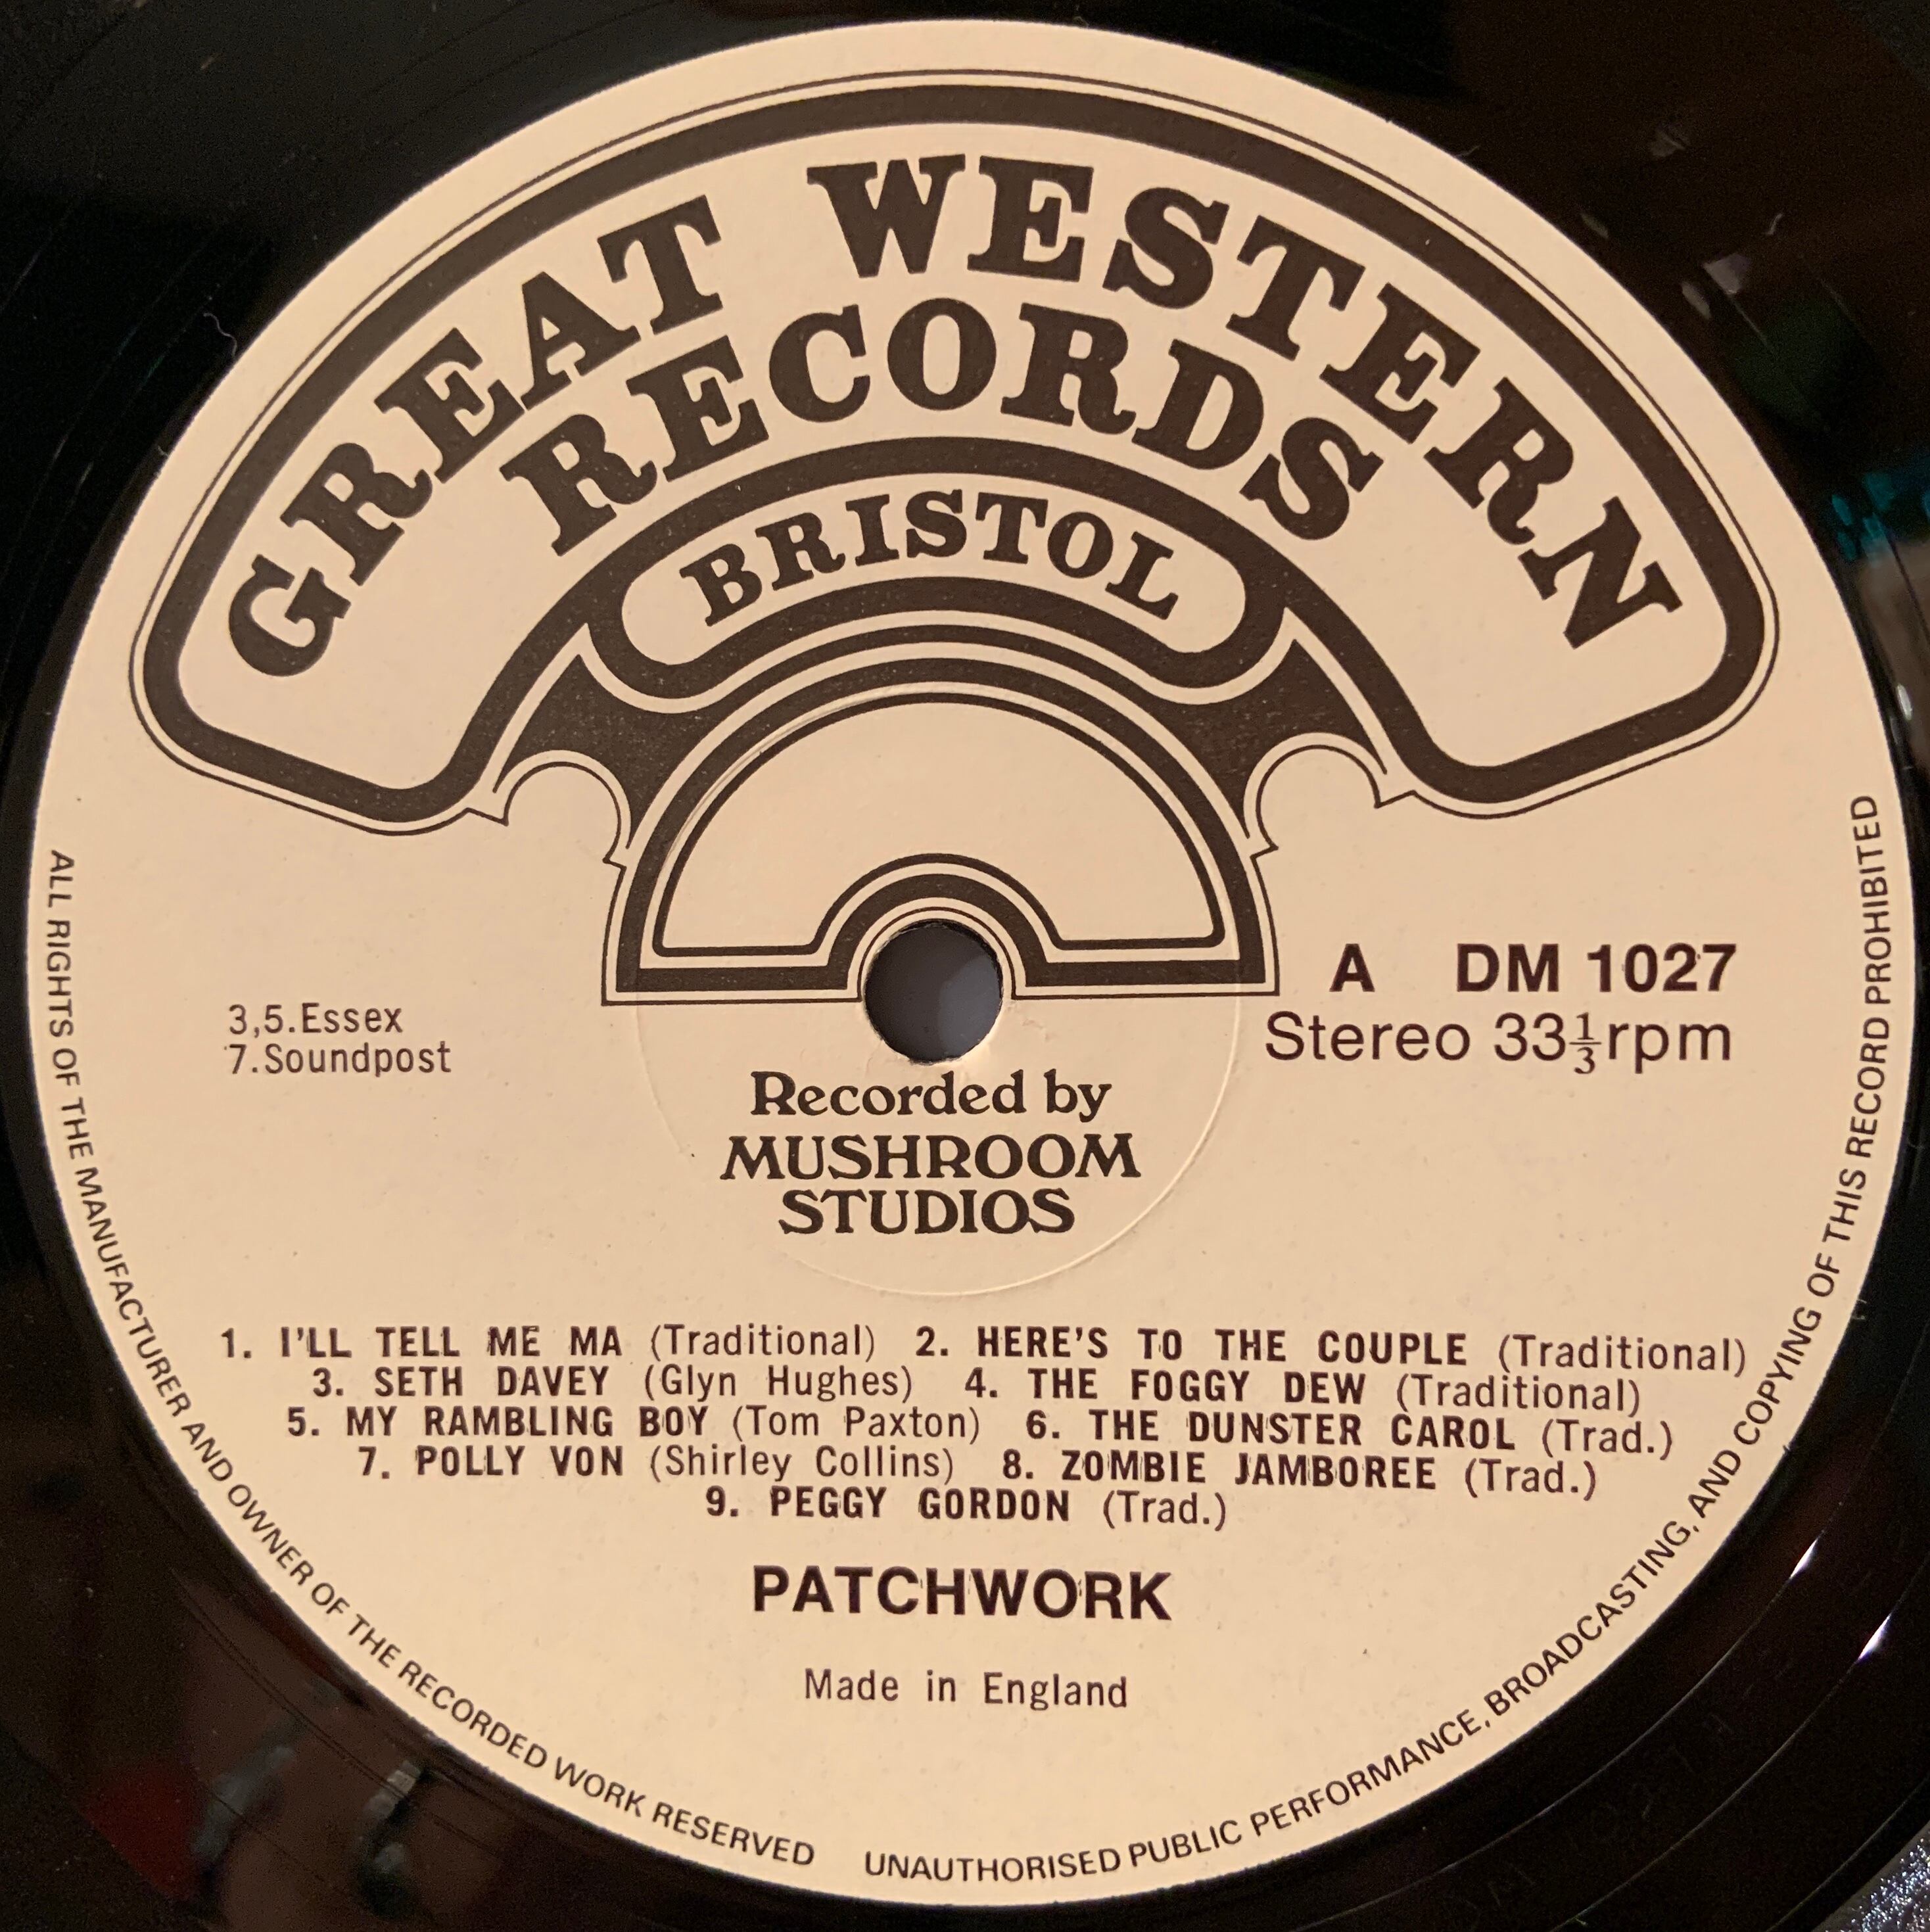 GREAT WESTERN
RECORDS
BRISTOL
A DM 1027
Stereo 33⅓rpm
3,5.Essex
7.Soundpost
Recorded by
MUSHROOM
STUDIOS
1. I'LL TELL ME MA (Traditional) 2. HERE'S TO THE COUPLE (Traditional)
3. SETH DAVEY (Glyn Hughes) 4. THE FOGGY DEW (Traditional)
5. MY RAMBLING BOY (Tom Paxton) 6. THE DUNSTER CAROL (Trad.)
7. POLLY VON (Shirley Collins) 8. ZOMBIE JAMBOREE (Trad.)
9. PEGGY GORDON (Trad.)
PATCHWORK
Made in England
ALL RIGHTS OF THE MANUFACTURER AND OWNER OF THE RECORDED WORK RESERVED
UNAUTHORISED PUBLIC PERFORMANCE, BROADCASTING, AND COPYING OF THIS RECORD PROHIBITED